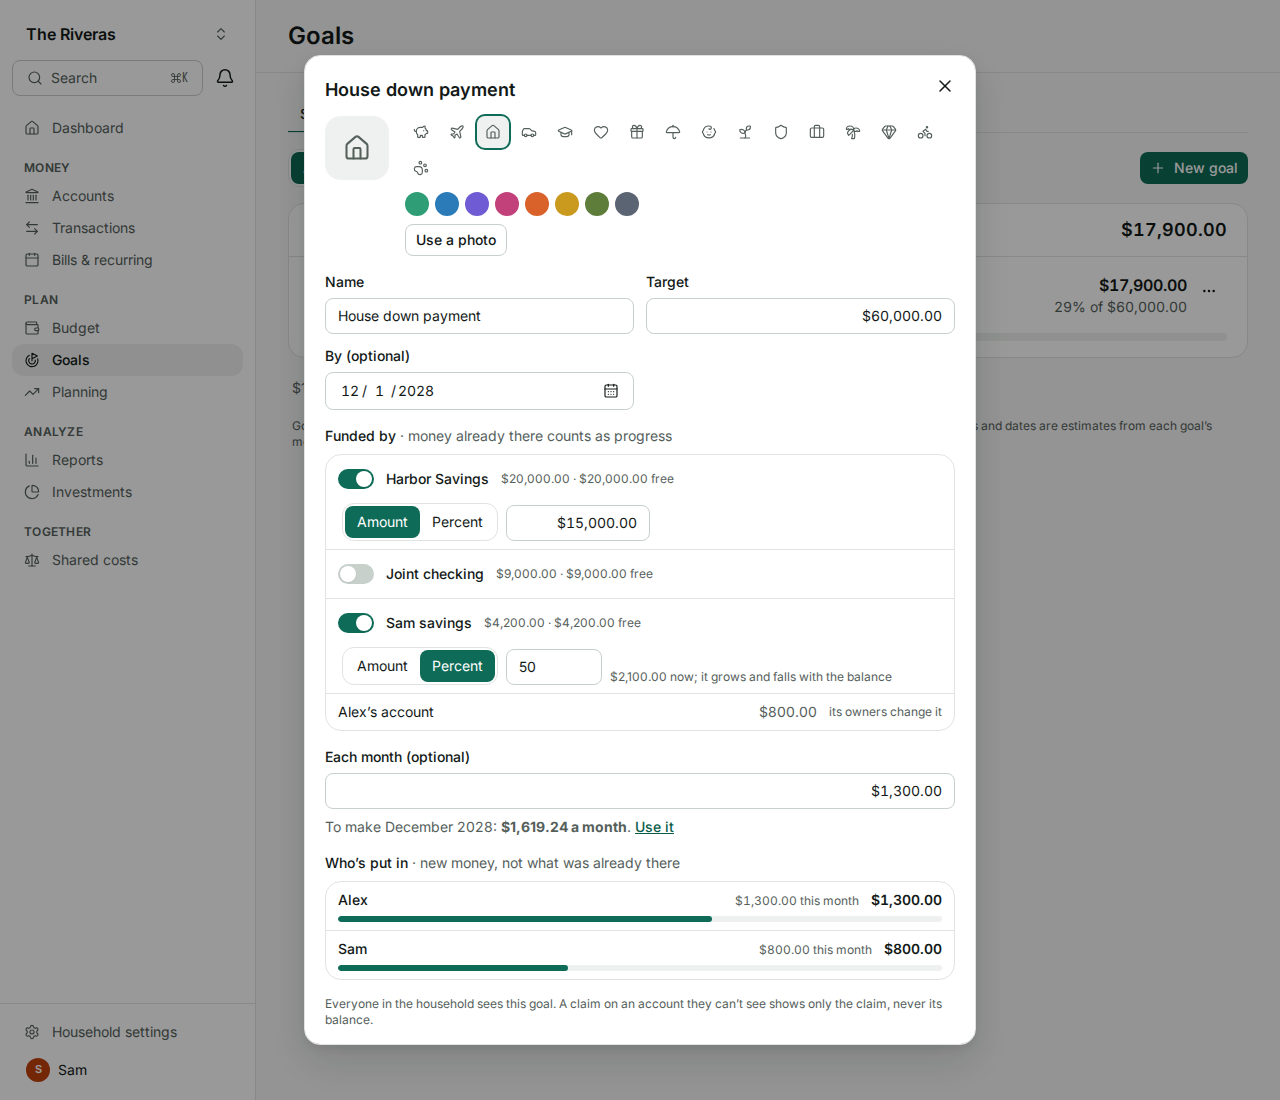 The Riveras
Search ⌘K
Dashboard
MONEY
Accounts
Transactions
Bills & recurring
PLAN
Budget
Goals
Planning
ANALYZE
Reports
Investments
TOGETHER
Shared costs
Household settings
S Sam
Goals
New goal
$17,900.00
$17,900.00 ...
29% of $60,000.00
s and dates are estimates from each goal’s
House down payment
Use a photo
Name
House down payment
Target
$60,000.00
By (optional)
12 / 1 / 2028
Funded by · money already there counts as progress
Harbor Savings $20,000.00 · $20,000.00 free
Amount Percent $15,000.00
Joint checking $9,000.00 · $9,000.00 free
Sam savings $4,200.00 · $4,200.00 free
Amount Percent 50 $2,100.00 now; it grows and falls with the balance
Alex’s account $800.00 its owners change it
Each month (optional)
$1,300.00
To make December 2028: $1,619.24 a month. Use it
Who’s put in · new money, not what was already there
Alex $1,300.00 this month $1,300.00
Sam $800.00 this month $800.00
Everyone in the household sees this goal. A claim on an account they can’t see shows only the claim, never its
balance.